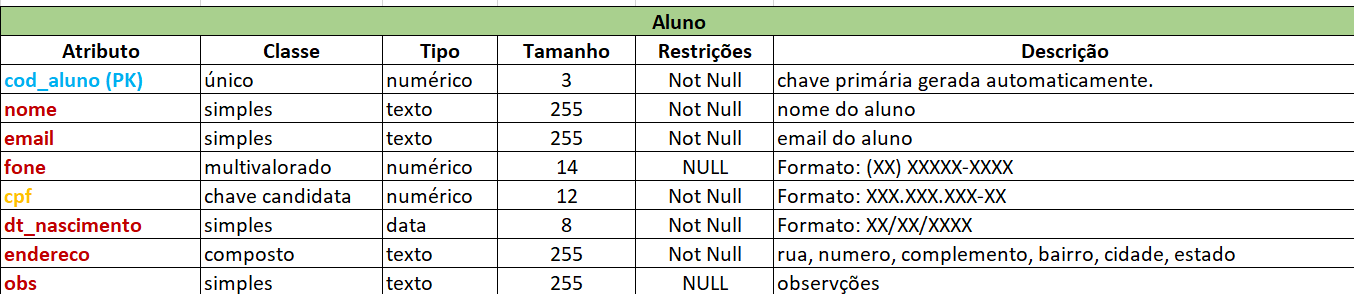 Aluno
Atributo Classe Tipo Tamanho Restrições Descrição
cod_aluno (PK) único numérico 3 Not Null chave primária gerada automaticamente.
nome simples texto 255 Not Null nome do aluno
email simples texto 255 Not Null email do aluno
fone multivalorado numérico 14 NULL Formato: (XX) XXXXX-XXXX
cpf chave candidata numérico 12 Not Null Formato: XXX.XXX.XXX-XX
dt_nascimento simples data 8 Not Null Formato: XX/XX/XXXX
endereco composto texto 255 Not Null rua, numero, complemento, bairro, cidade, estado
obs simples texto 255 NULL observções